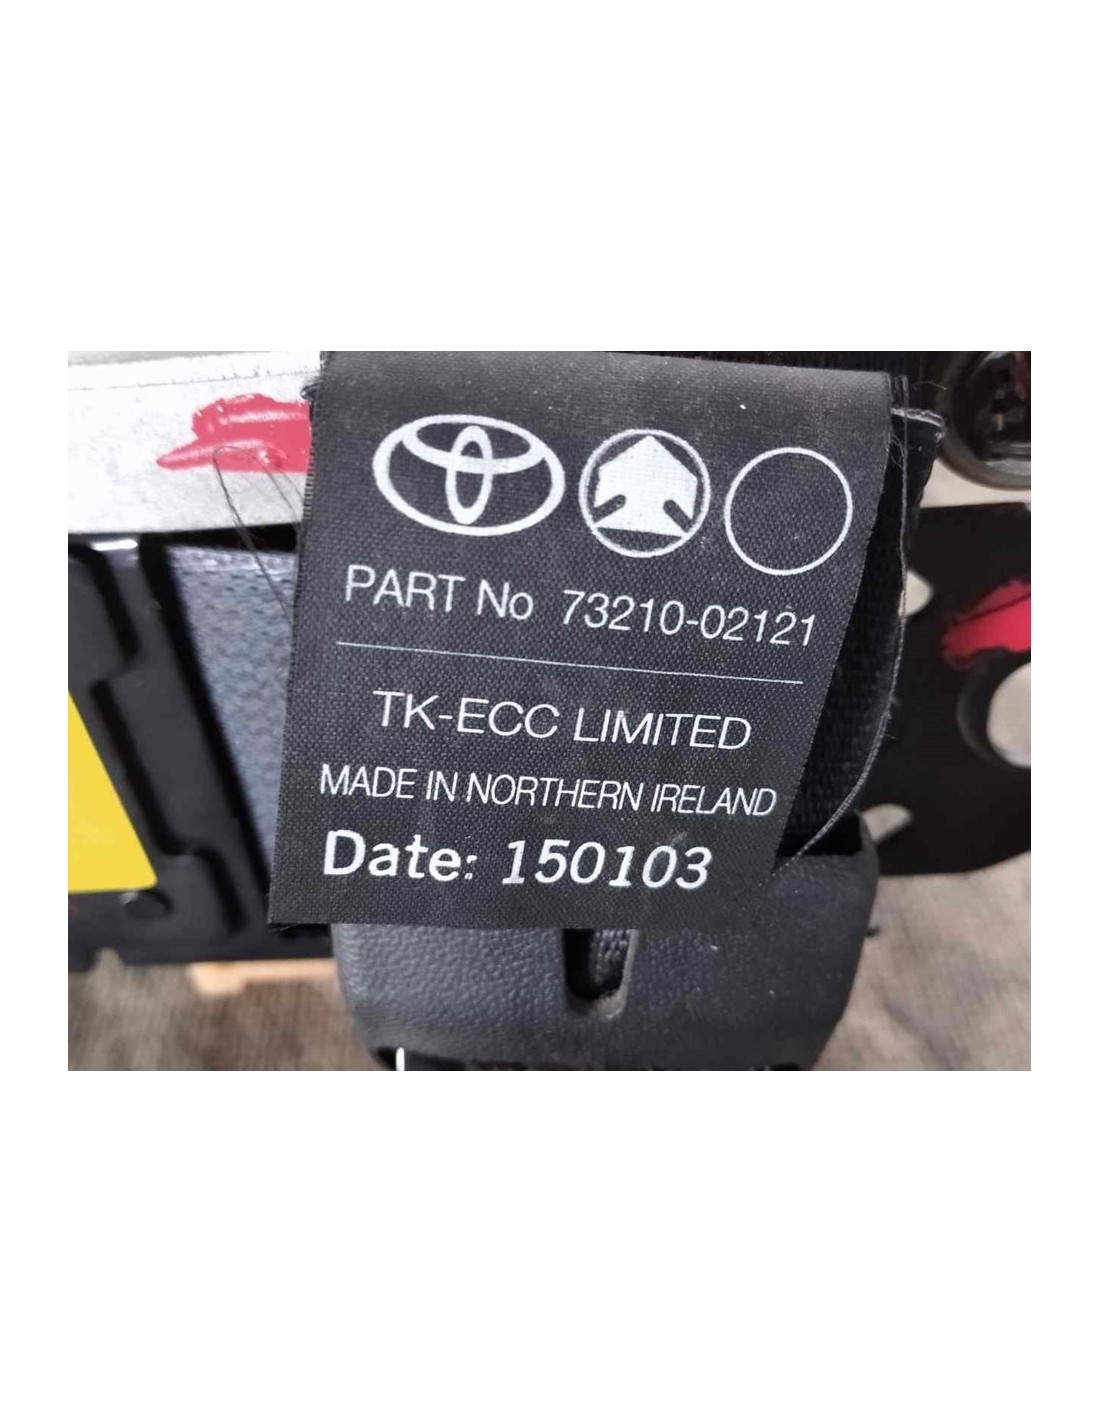 PART No 73210-02121
TK-ECC LIMITED
MADE IN NORTHERN IRELAND
Date: 150103